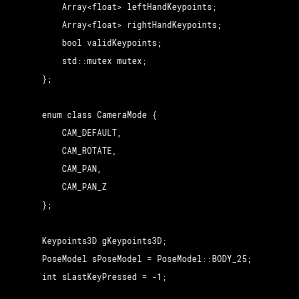 Array<float> leftHandKeypoints;
Array<float> rightHandKeypoints;
bool validKeypoints;
std::mutex mutex;
};
enum class CameraMode {
CAM_DEFAULT,
CAM_ROTATE,
CAM_PAN,
CAM_PAN_Z
};
Keypoints3D gKeypoints3D;
PoseModel sPoseModel = PoseModel::BODY_25;
int sLastKeyPressed = -1;